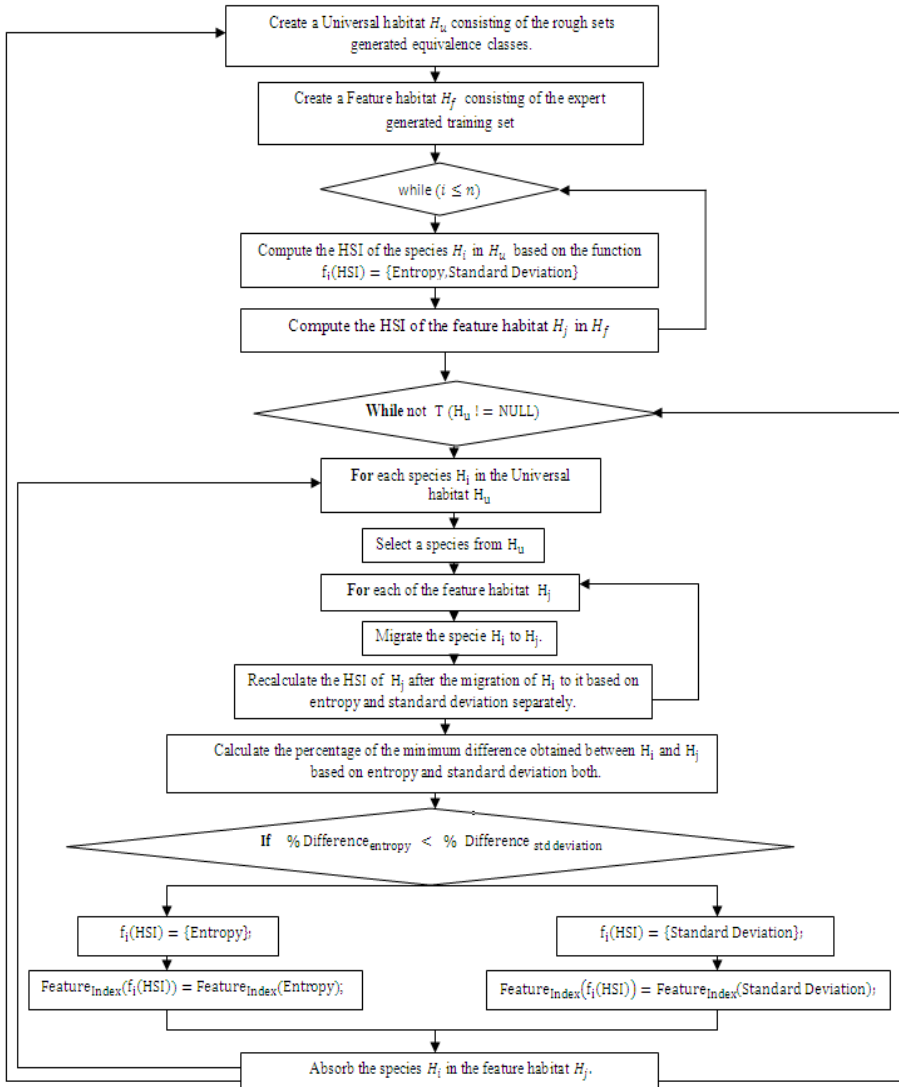 Create a Universal habitat H_u consisting of the rough sets
generated equivalence classes.
Create a Feature habitat H_f consisting of the expert
generated training set
while (i ≤ n)
Compute the HSI of the species H_i in H_u based on the function
f_i(HSI) = {Entropy,Standard Deviation}
Compute the HSI of the feature habitat H_j in H_f
While not T (H_u ! = NULL)
For each species H_i in the Universal
habitat H_u
Select a species from H_u
For each of the feature habitat H_j
Migrate the specie H_i to H_j.
Recalculate the HSI of H_j after the migration of H_i to it based on
entropy and standard deviation separately.
Calculate the percentage of the minimum difference obtained between H_i and H_j
based on entropy and standard deviation both.
If % Difference_entropy < % Difference_std deviation
f_i(HSI) = {Entropy};
f_i(HSI) = {Standard Deviation};
Feature_Index(f_i(HSI)) = Feature_Index(Entropy);
Feature_Index(f_i(HSI)) = Feature_Index(Standard Deviation);
Absorb the species H_i in the feature habitat H_j.